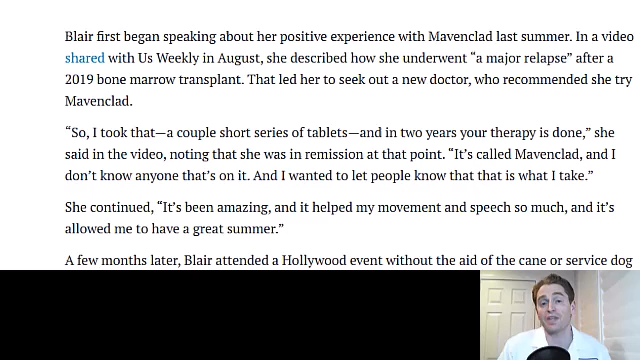 Blair first began speaking about her positive experience with Mavenclad last summer. In a video
shared with Us Weekly in August, she described how she underwent “a major relapse” after a
2019 bone marrow transplant. That led her to seek out a new doctor, who recommended she try
Mavenclad.
“So, I took that—a couple short series of tablets—and in two years your therapy is done,” she
said in the video, noting that she was in remission at that point. “It’s called Mavenclad, and I
don’t know anyone that’s on it. And I wanted to let people know that that is what I take.”
She continued, “It’s been amazing, and it helped my movement and speech so much, and it’s
allowed me to have a great summer.”
A few months later, Blair attended a Hollywood event without the aid of the cane or service dog